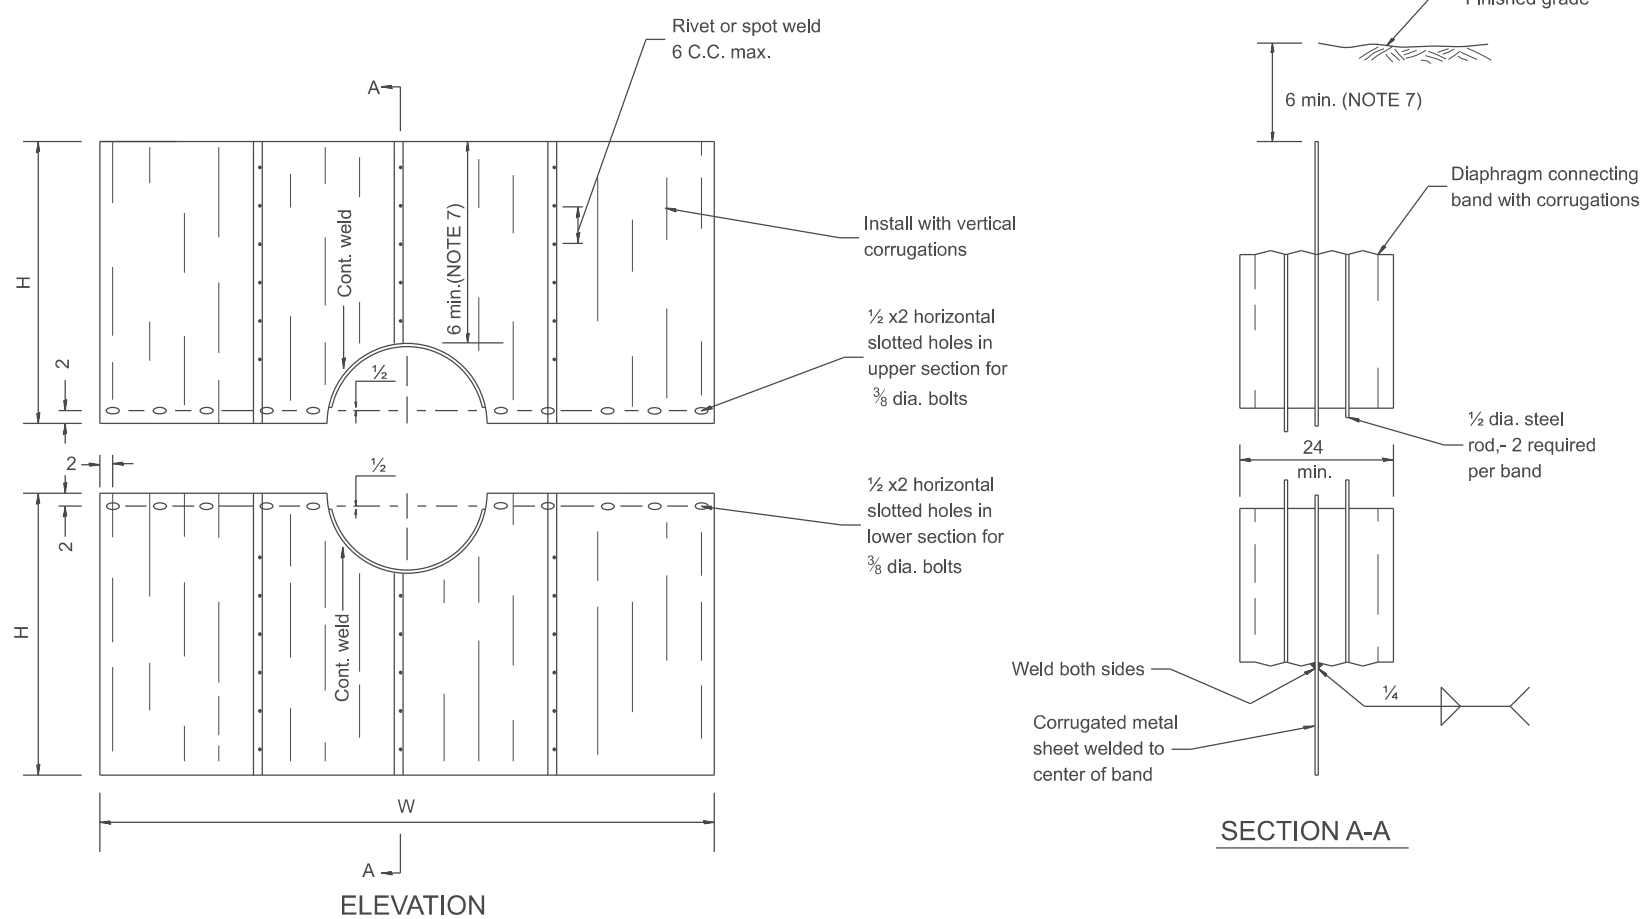 Rivet or spot weld
6 C.C. max.
A
H
Cont. weld
6 min.(NOTE 7)
Install with vertical
corrugations
½ x2 horizontal
slotted holes in
upper section for
⅜ dia. bolts
2
½
2
½
2
½ x2 horizontal
slotted holes in
lower section for
⅜ dia. bolts
H
Cont. weld
W
A
ELEVATION
Finished grade
6 min. (NOTE 7)
Diaphragm connecting
band with corrugations
½ dia. steel
rod,- 2 required
per band
24
min.
Weld both sides
¼
Corrugated metal
sheet welded to
center of band
SECTION A-A